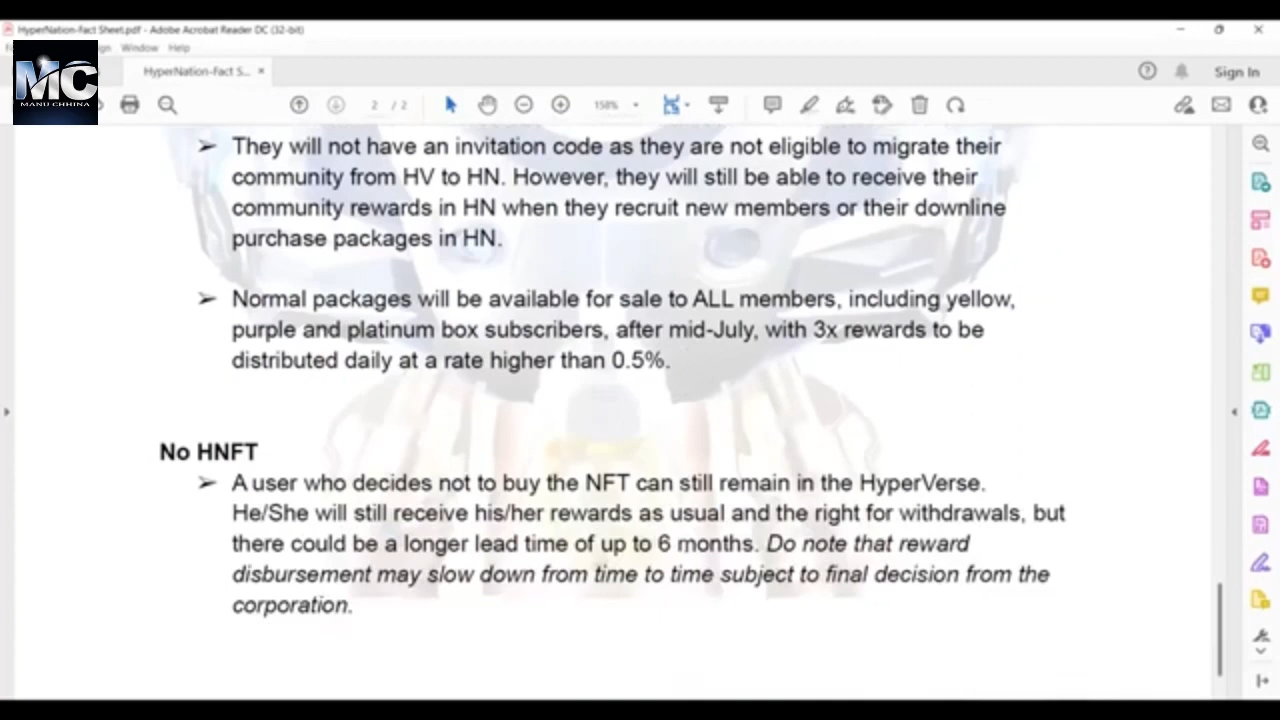 HyperNation-Fact Sheet.pdf - Adobe Acrobat Reader DC (32-bit)
Window Help
MC
MANU CHHINA
HyperNation-Fact S... ×
Sign In
2 / 2
158%
➢ They will not have an invitation code as they are not eligible to migrate their
community from HV to HN. However, they will still be able to receive their
community rewards in HN when they recruit new members or their downline
purchase packages in HN.
➢ Normal packages will be available for sale to ALL members, including yellow,
purple and platinum box subscribers, after mid-July, with 3x rewards to be
distributed daily at a rate higher than 0.5%.
No HNFT
➢ A user who decides not to buy the NFT can still remain in the HyperVerse.
He/She will still receive his/her rewards as usual and the right for withdrawals, but
there could be a longer lead time of up to 6 months. Do note that reward
disbursement may slow down from time to time subject to final decision from the
corporation.